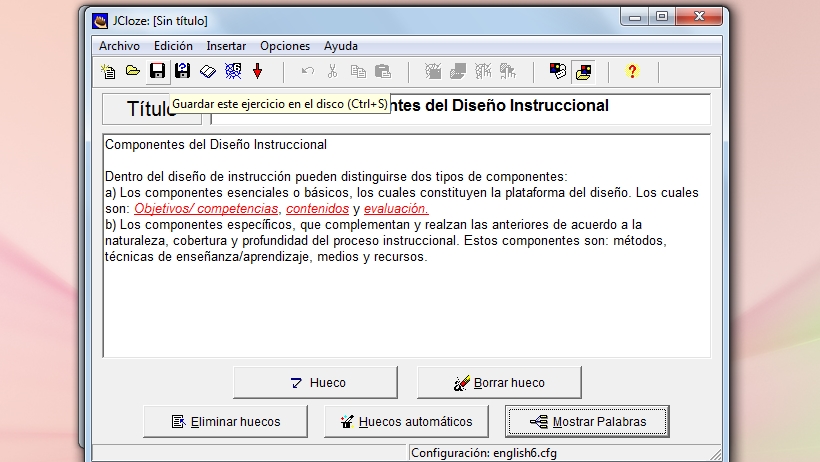 JCloze: [Sin título]
Archivo Edición Insertar Opciones Ayuda
Guardar este ejercicio en el disco (Ctrl+S)
Título
ntes del Diseño Instruccional
Componentes del Diseño Instruccional
Dentro del diseño de instrucción pueden distinguirse dos tipos de componentes:
a) Los componentes esenciales o básicos, los cuales constituyen la plataforma del diseño. Los cuales
son: Objetivos/ competencias, contenidos y evaluación.
b) Los componentes específicos, que complementan y realzan las anteriores de acuerdo a la
naturaleza, cobertura y profundidad del proceso instruccional. Estos componentes son: métodos,
técnicas de enseñanza/aprendizaje, medios y recursos.
Hueco Borrar hueco
Eliminar huecos Huecos automáticos Mostrar Palabras
Configuración: english6.cfg